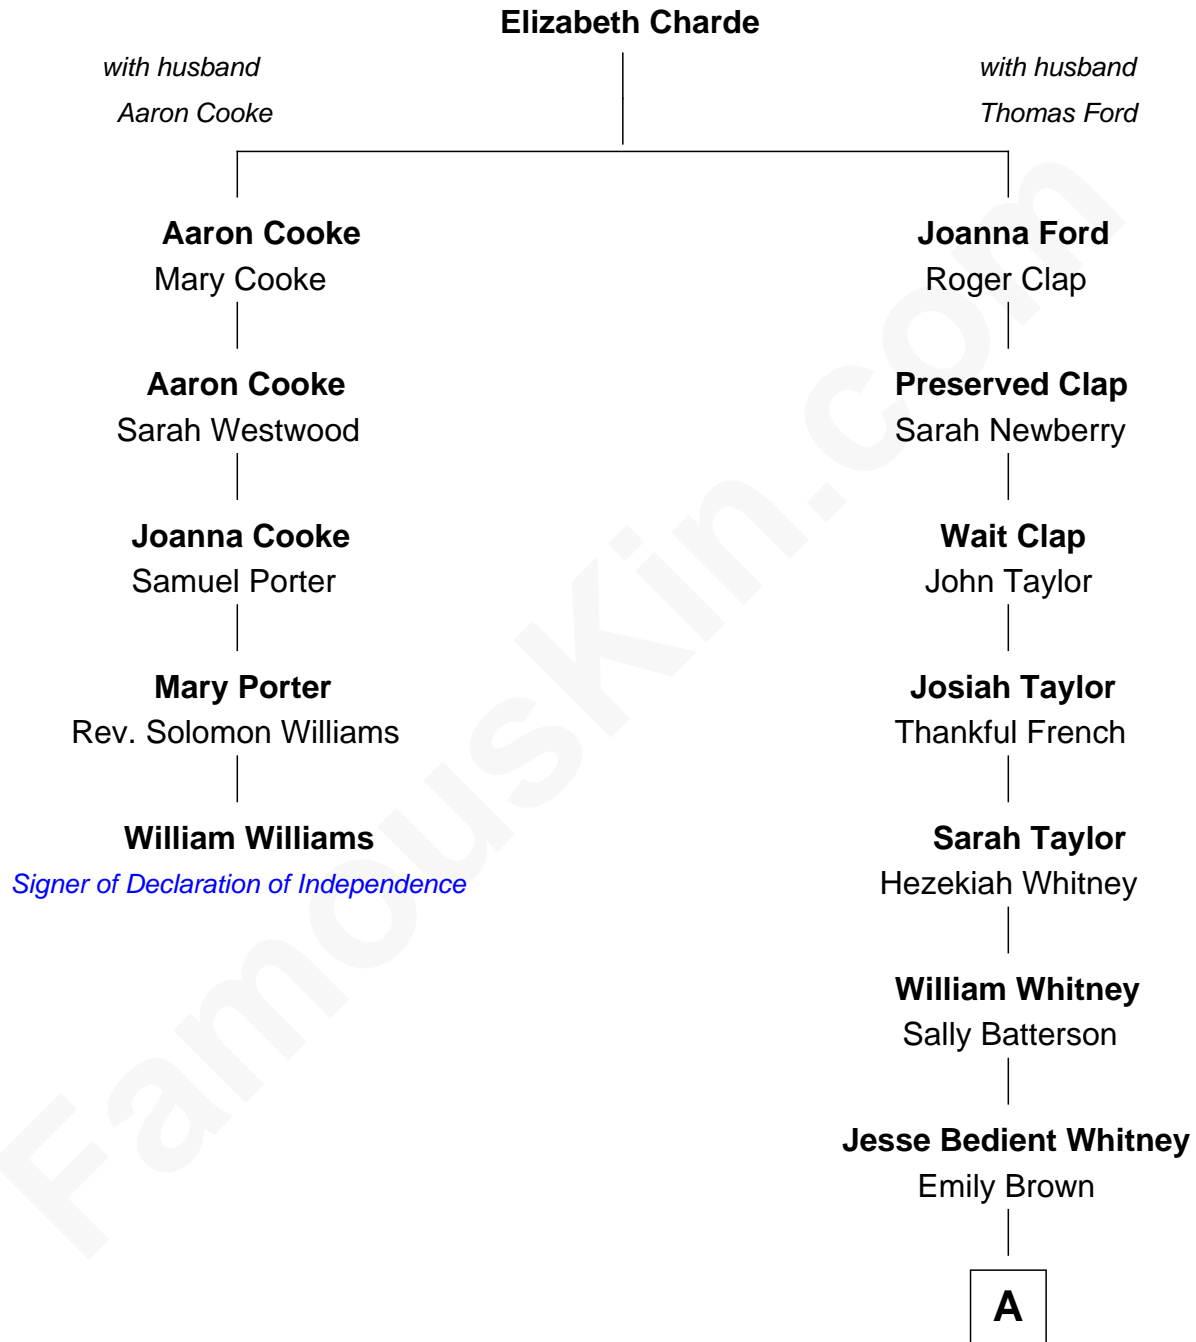 Elizabeth Charde
with husband
Aaron Cooke
with husband
Thomas Ford
Aaron Cooke
Mary Cooke
Aaron Cooke
Sarah Westwood
Joanna Cooke
Samuel Porter
Mary Porter
Rev. Solomon Williams
William Williams
Signer of Declaration of Independence
Joanna Ford
Roger Clap
Preserved Clap
Sarah Newberry
Wait Clap
John Taylor
Josiah Taylor
Thankful French
Sarah Taylor
Hezekiah Whitney
William Whitney
Sally Batterson
Jesse Bedient Whitney
Emily Brown
A
FamousKin.com